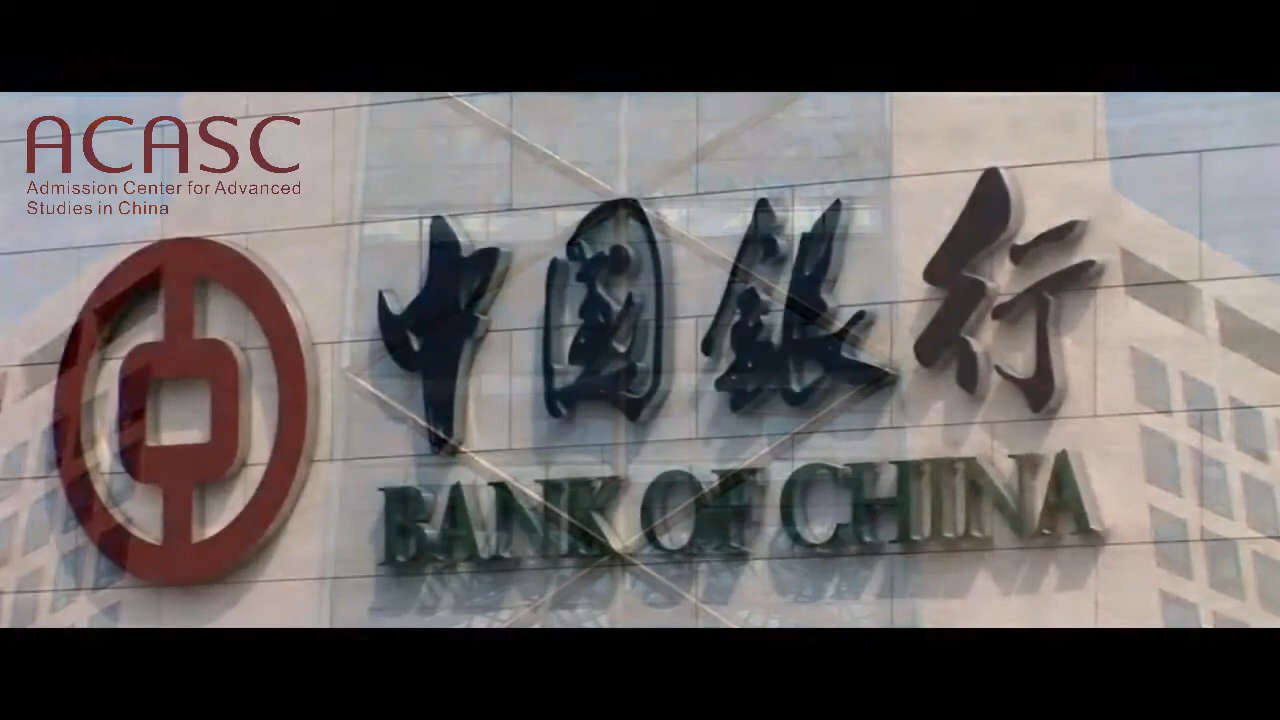 ACASC
Admission Center for Advanced
Studies in China
中国银行
BANK OF CHINA